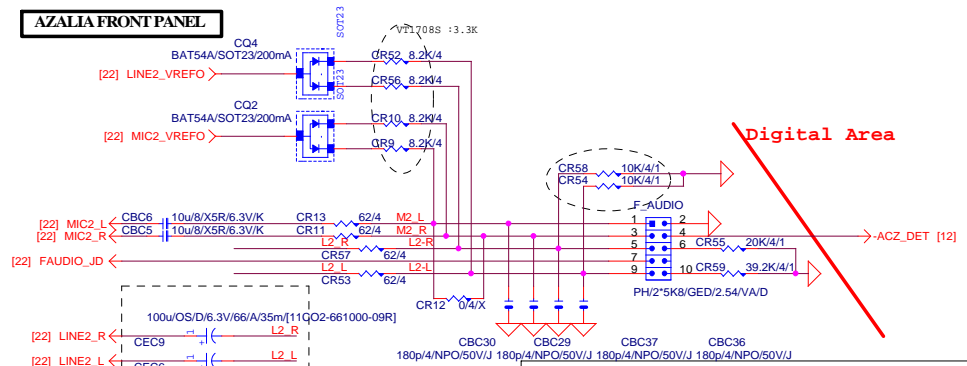 AZALIA FRONT PANEL
SOT23
VT1708S :3.3K
CQ4
BAT54A/SOT23/200mA
CR52 8.2K/4
[22] LINE2_VREFO
CR56 8.2K/4
SOT23
CQ2
BAT54A/SOT23/200mA
CR10 8.2K/4
[22] MIC2_VREFO
CR9 8.2K/4
Digital Area
CR58 10K/4/1
CR54 10K/4/1
F_AUDIO
[22] MIC2_L CBC6 10u/8/X5R/6.3V/K CR13 62/4 M2_L 1 2
[22] MIC2_R CBC5 10u/8/X5R/6.3V/K CR11 62/4 M2_R 3 4 -ACZ_DET [12]
L2_R L2-R 5 6 CR55 20K/4/1
CR57 62/4
[22] FAUDIO_JD 7
L2_L L2-L 9 10 CR59 39.2K/4/1
CR53 62/4
PH/2*5K8/GED/2.54/VA/D
CR12 0/4/X
100u/OS/D/6.3V/66/A/35m/[11CO2-661000-09R]
[22] LINE2_R 1 L2_R
CEC9 +
CBC30 CBC29 CBC37 CBC36
180p/4/NPO/50V/J 180p/4/NPO/50V/J 180p/4/NPO/50V/J 180p/4/NPO/50V/J
[22] LINE2_L 1 L2_L